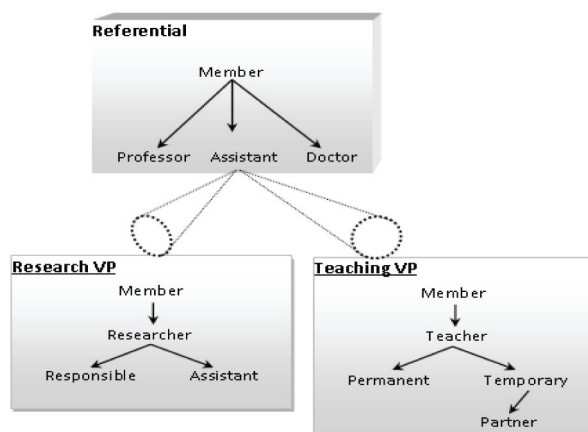 Referential
Member
Professor Assistant Doctor
Research VP
Member
Researcher
Responsible Assistant
Teaching VP
Member
Teacher
Permanent Temporary
Partner